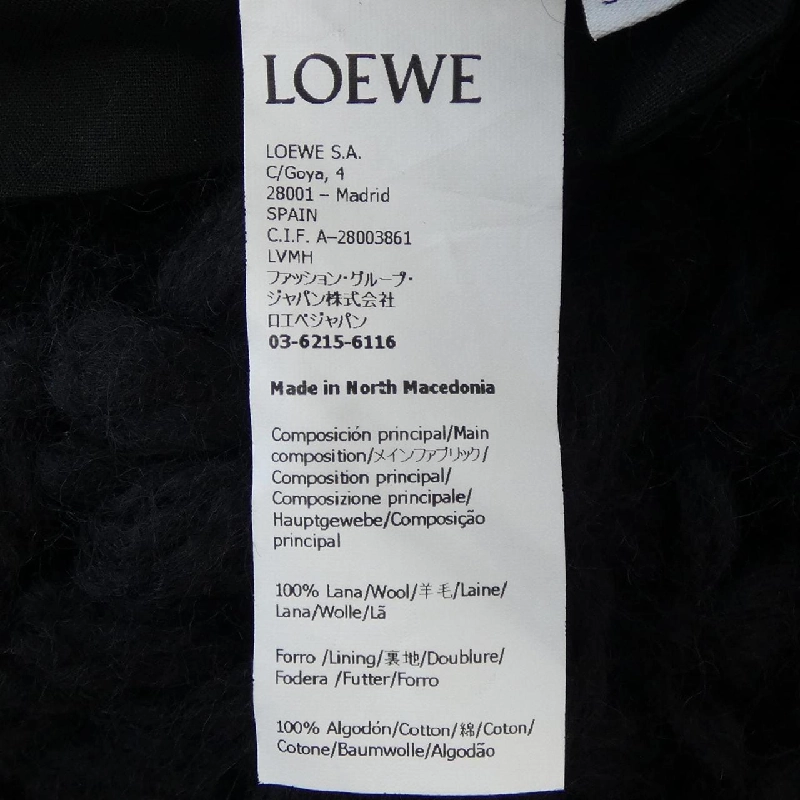 LOEWE
LOEWE S.A.
C/Goya, 4
28001 – Madrid
SPAIN
C.I.F. A–28003861
LVMH
ファッション・グループ・
ジャパン株式会社
ロエベジャパン
03-6215-6116
Made in North Macedonia
Composición principal/Main
composition/メインファブリック/
Composition principal/
Composizione principale/
Hauptgewebe/Composição
principal
100% Lana/Wool/羊毛/Laine/
Lana/Wolle/Lã
Forro /Lining/裏地/Doublure/
Fodera /Futter/Forro
100% Algodón/Cotton/綿/Coton/
Cotone/Baumwolle/Algodão